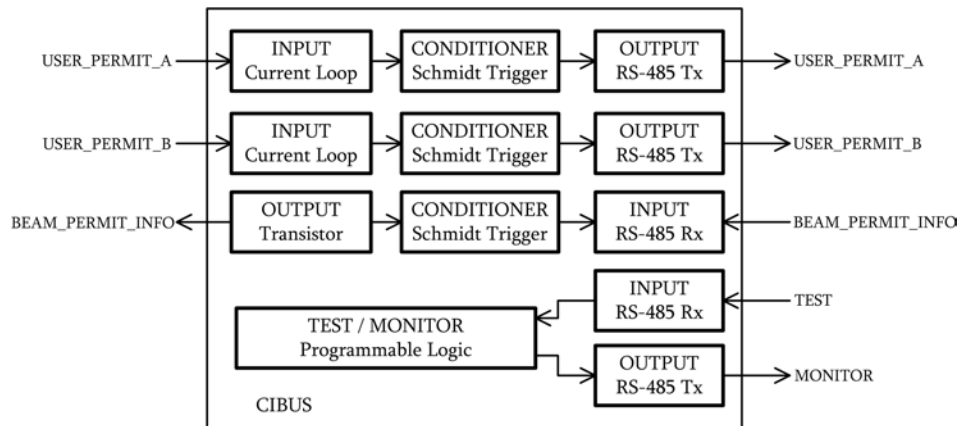 INPUT
Current Loop
CONDITIONER
Schmidt Trigger
OUTPUT
RS-485 Tx
USER_PERMIT_A
USER_PERMIT_A
INPUT
Current Loop
CONDITIONER
Schmidt Trigger
OUTPUT
RS-485 Tx
USER_PERMIT_B
USER_PERMIT_B
OUTPUT
Transistor
CONDITIONER
Schmidt Trigger
INPUT
RS-485 Rx
BEAM_PERMIT_INFO
BEAM_PERMIT_INFO
INPUT
RS-485 Rx
TEST
TEST / MONITOR
Programmable Logic
OUTPUT
RS-485 Tx
MONITOR
CIBUS